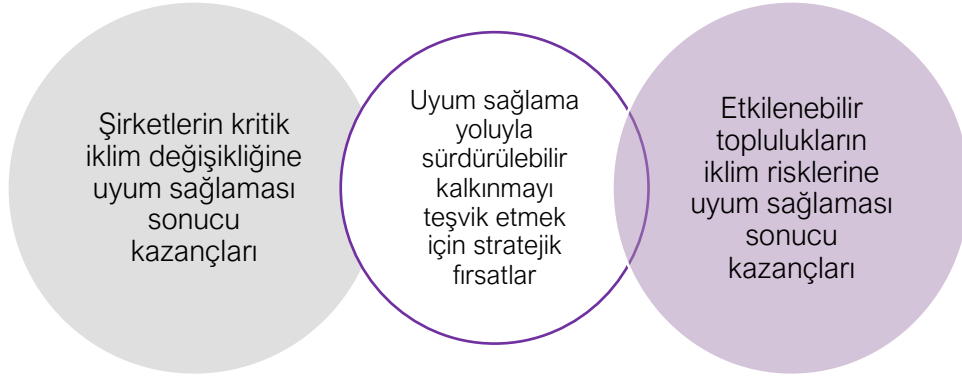 Şirketlerin kritik
iklim değişikliğine
uyum sağlaması
sonucu
kazançları
Uyum sağlama
yoluyla
sürdürülebilir
kalkınmayı
teşvik etmek
için stratejik
fırsatlar
Etkilenebilir
toplulukların
iklim risklerine
uyum sağlaması
sonucu
kazançları